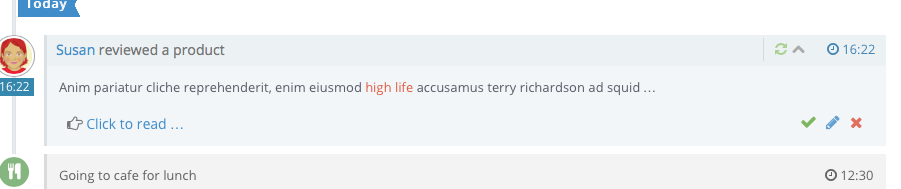 Today
Susan reviewed a product 16:22
16:22
Anim pariatur cliche reprehenderit, enim eiusmod high life accusamus terry richardson ad squid …
Click to read …
Going to cafe for lunch 12:30